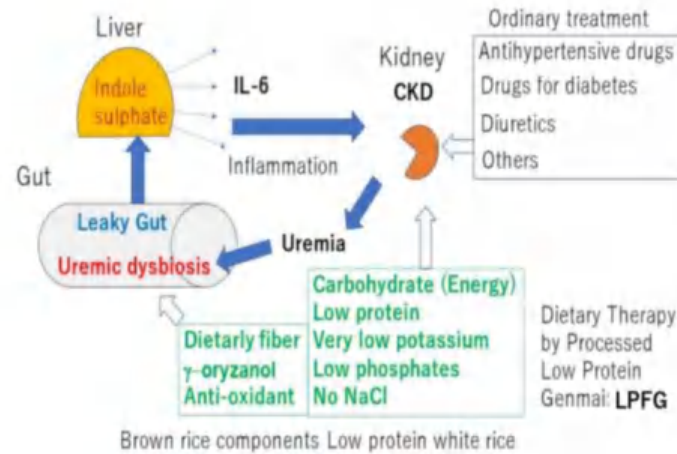 Ordinary treatment
Liver
Kidney
CKD
Antihypertensive drugs
Drugs for diabetes
Diuretics
Others
Indale
sulphate
IL-6
Inflammation
Gut
Leaky Gut
Uremic dysbiosis
Uremia
Carbohydrate (Energy)
Low protein
Very low potassium
Low phosphates
No NaCl
Dietarly fiber
γ-oryzanol
Anti-oxidant
Dietary Therapy
by Processed
Low Protein
Genmai: LPFG
Brown rice components Low protein white rice